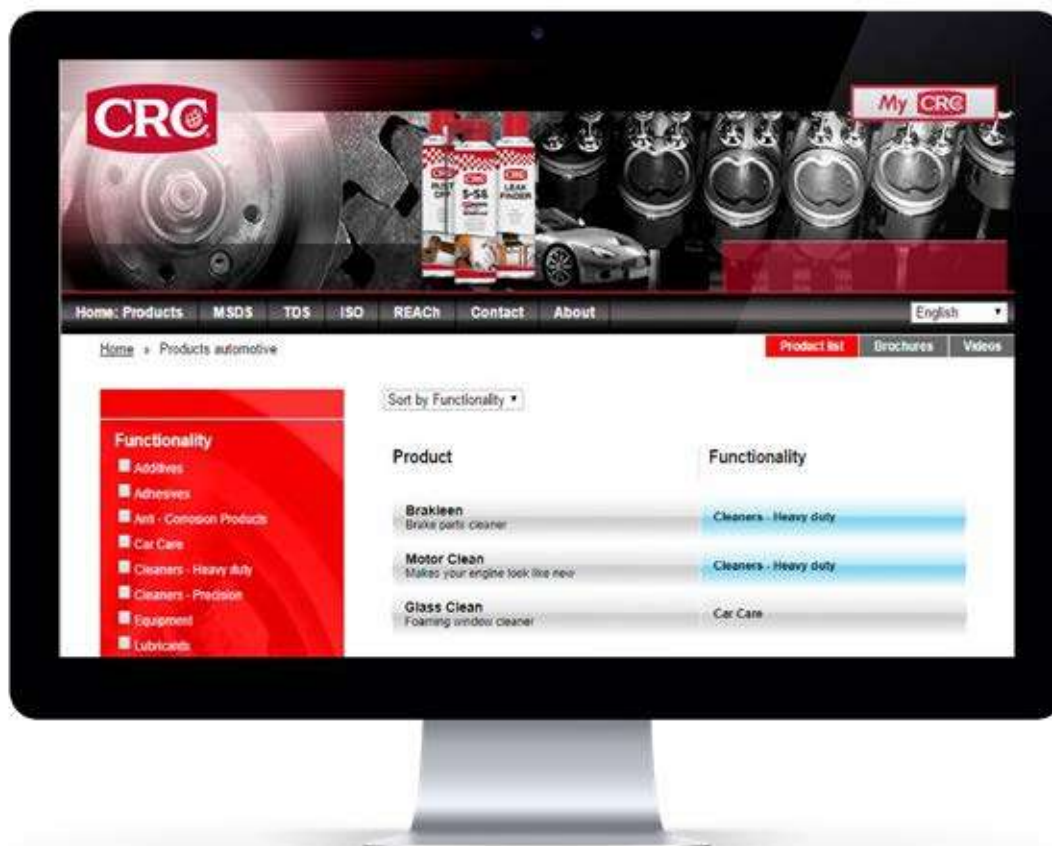 CRC
My CRC
CRC
CRC
CRC
RUST
OFF
5-56
LEAK
FINDER
Home: Products MSDS TDS ISO REACh Contact About English
Home » Products automotive
Product list Brochures Videos
Sort by Functionality
Functionality
Additives
Adhesives
Anti - Corrosion Products
Car Care
Cleaners - Heavy duty
Cleaners - Precision
Equipment
Lubricants
Product Functionality
Brakleen
Brake parts cleaner
Cleaners - Heavy duty
Motor Clean
Makes your engine look like new
Cleaners - Heavy duty
Glass Clean
Foaming window cleaner
Car Care